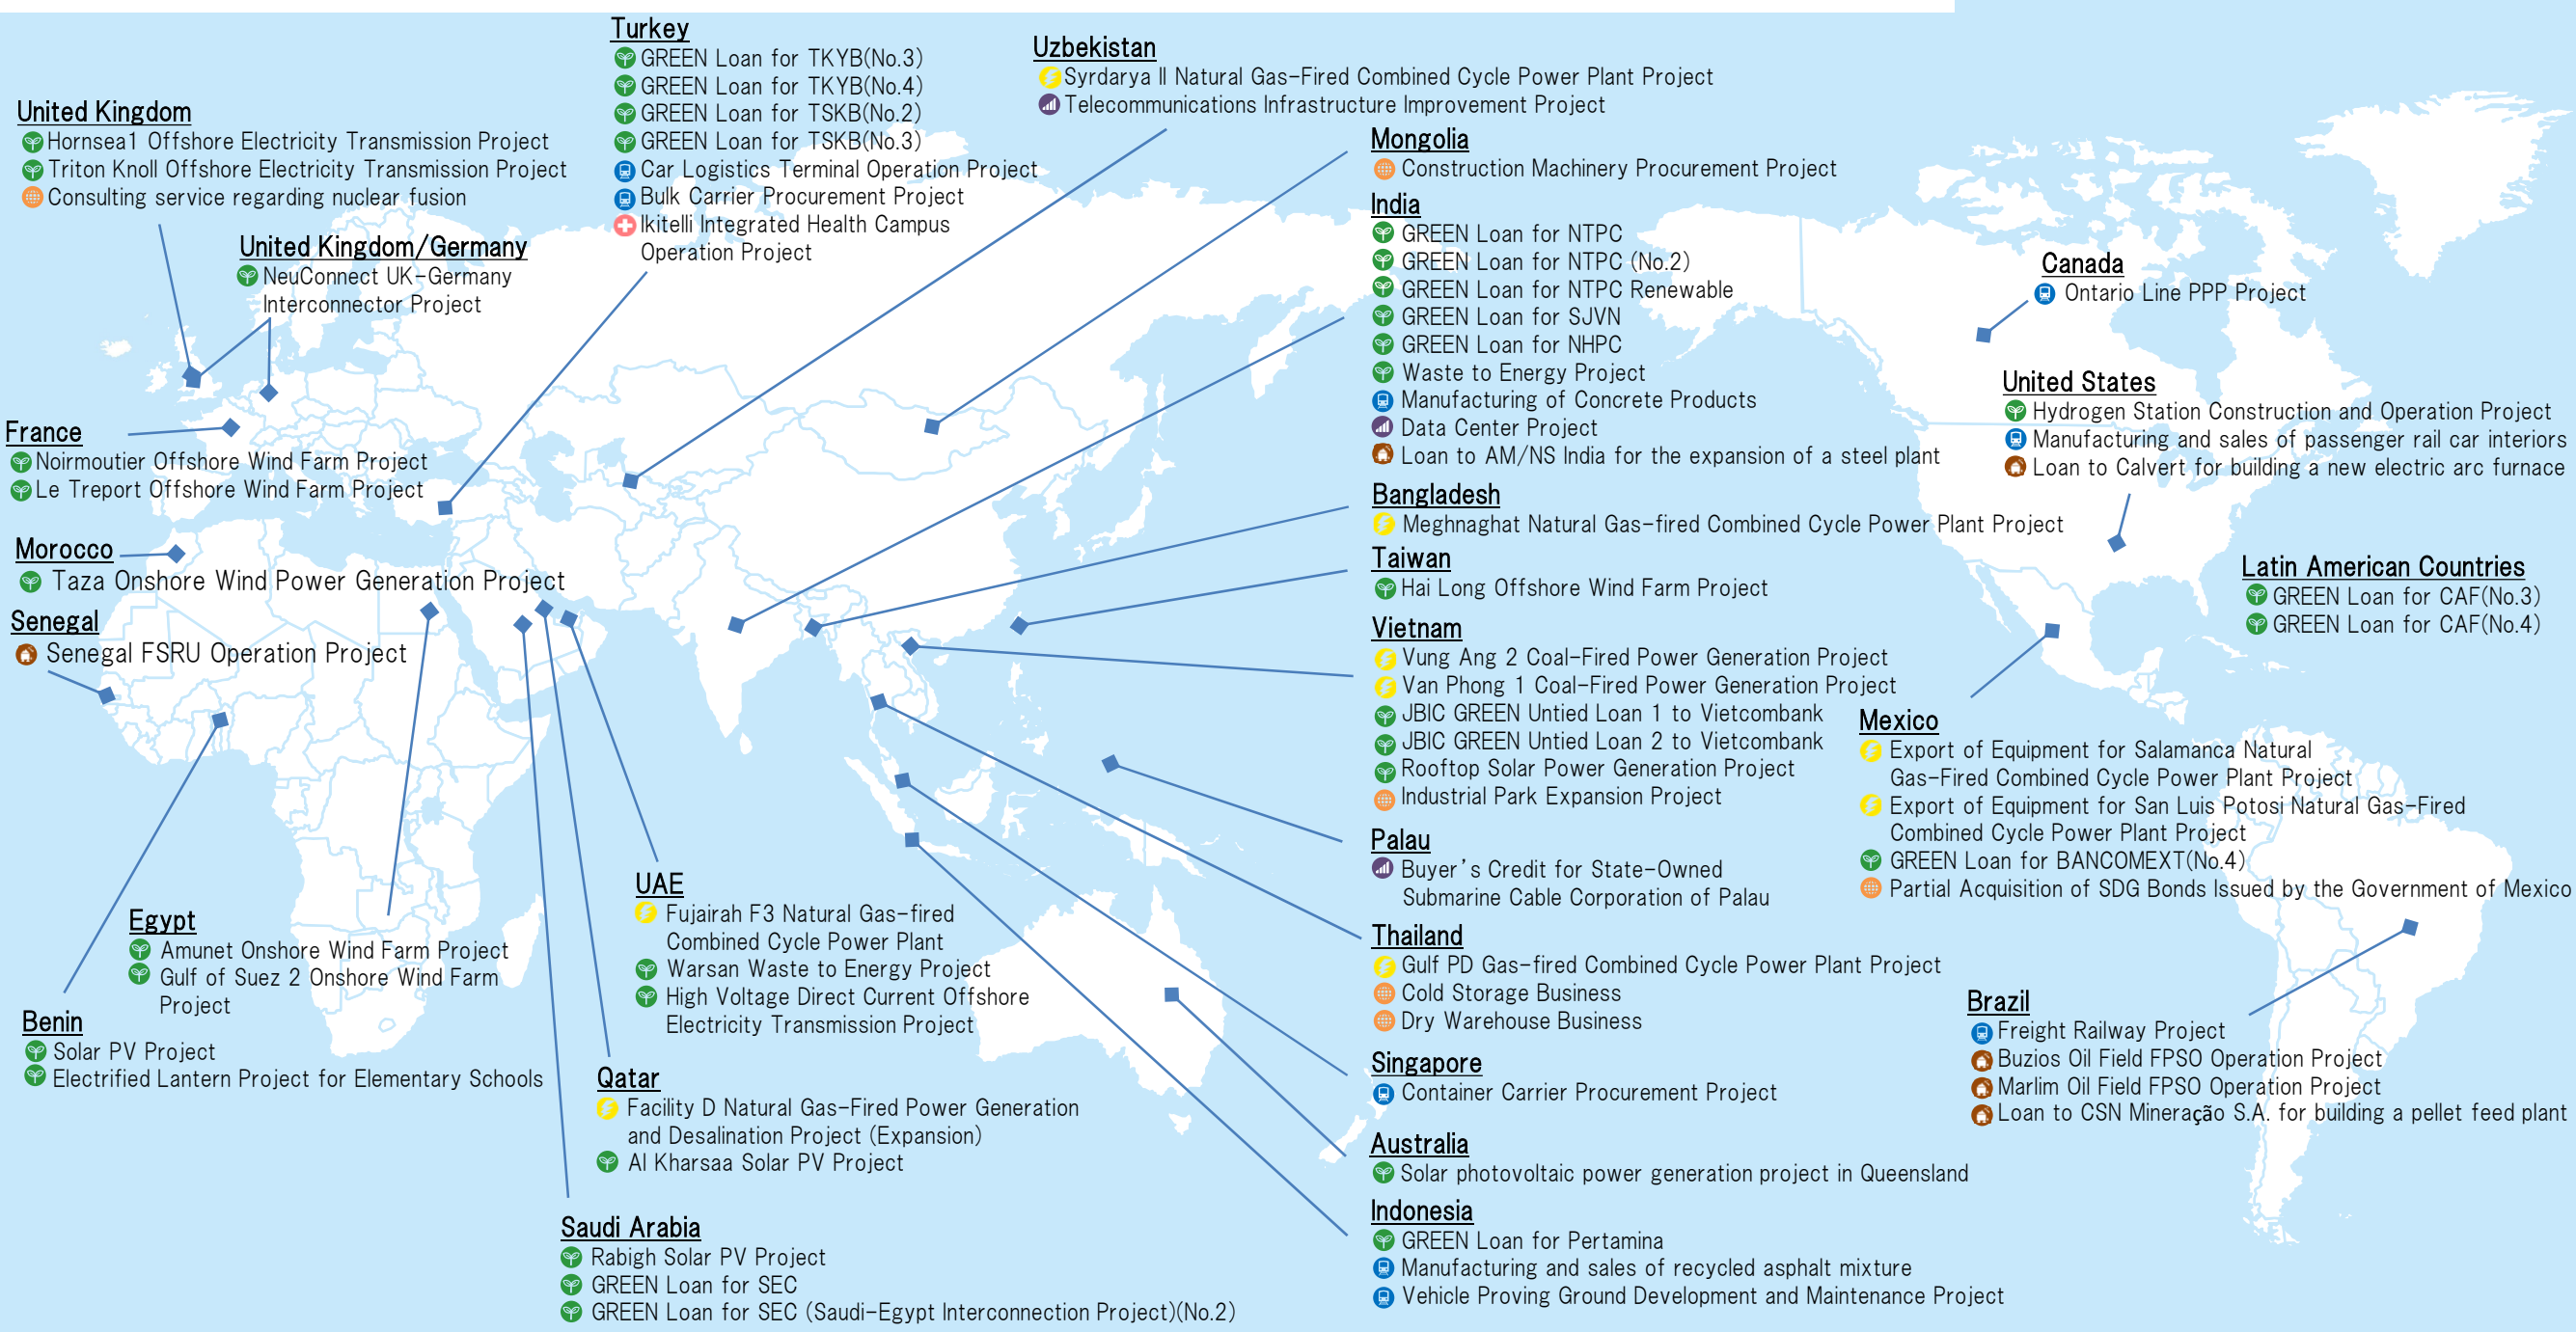 Turkey
GREEN Loan for TKYB(No.3)
GREEN Loan for TKYB(No.4)
GREEN Loan for TSKB(No.2)
GREEN Loan for TSKB(No.3)
Car Logistics Terminal Operation Project
Bulk Carrier Procurement Project
Ikitelli Integrated Health Campus
Operation Project
Uzbekistan
Syrdarya II Natural Gas-Fired Combined Cycle Power Plant Project
Telecommunications Infrastructure Improvement Project
United Kingdom
Hornsea1 Offshore Electricity Transmission Project
Triton Knoll Offshore Electricity Transmission Project
Consulting service regarding nuclear fusion
United Kingdom/Germany
NeuConnect UK-Germany
Interconnector Project
France
Noirmoutier Offshore Wind Farm Project
Le Treport Offshore Wind Farm Project
Morocco
Taza Onshore Wind Power Generation Project
Senegal
Senegal FSRU Operation Project
Egypt
Amunet Onshore Wind Farm Project
Gulf of Suez 2 Onshore Wind Farm
Project
Benin
Solar PV Project
Electrified Lantern Project for Elementary Schools
UAE
Fujairah F3 Natural Gas-fired
Combined Cycle Power Plant
Warsan Waste to Energy Project
High Voltage Direct Current Offshore
Electricity Transmission Project
Qatar
Facility D Natural Gas-Fired Power Generation
and Desalination Project (Expansion)
Al Kharsaa Solar PV Project
Saudi Arabia
Rabigh Solar PV Project
GREEN Loan for SEC
GREEN Loan for SEC (Saudi-Egypt Interconnection Project)(No.2)
Mongolia
Construction Machinery Procurement Project
India
GREEN Loan for NTPC
GREEN Loan for NTPC (No.2)
GREEN Loan for NTPC Renewable
GREEN Loan for SJVN
GREEN Loan for NHPC
Waste to Energy Project
Manufacturing of Concrete Products
Data Center Project
Loan to AM/NS India for the expansion of a steel plant
Bangladesh
Meghnaghat Natural Gas-fired Combined Cycle Power Plant Project
Taiwan
Hai Long Offshore Wind Farm Project
Vietnam
Vung Ang 2 Coal-Fired Power Generation Project
Van Phong 1 Coal-Fired Power Generation Project
JBIC GREEN Untied Loan 1 to Vietcombank
JBIC GREEN Untied Loan 2 to Vietcombank
Rooftop Solar Power Generation Project
Industrial Park Expansion Project
Palau
Buyer's Credit for State-Owned
Submarine Cable Corporation of Palau
Thailand
Gulf PD Gas-fired Combined Cycle Power Plant Project
Cold Storage Business
Dry Warehouse Business
Singapore
Container Carrier Procurement Project
Australia
Solar photovoltaic power generation project in Queensland
Indonesia
GREEN Loan for Pertamina
Manufacturing and sales of recycled asphalt mixture
Vehicle Proving Ground Development and Maintenance Project
Canada
Ontario Line PPP Project
United States
Hydrogen Station Construction and Operation Project
Manufacturing and sales of passenger rail car interiors
Loan to Calvert for building a new electric arc furnace
Latin American Countries
GREEN Loan for CAF(No.3)
GREEN Loan for CAF(No.4)
Mexico
Export of Equipment for Salamanca Natural
Gas-Fired Combined Cycle Power Plant Project
Export of Equipment for San Luis Potosi Natural Gas-Fired
Combined Cycle Power Plant Project
GREEN Loan for BANCOMEXT(No.4)
Partial Acquisition of SDG Bonds Issued by the Government of Mexico
Brazil
Freight Railway Project
Buzios Oil Field FPSO Operation Project
Marlim Oil Field FPSO Operation Project
Loan to CSN Mineração S.A. for building a pellet feed plant